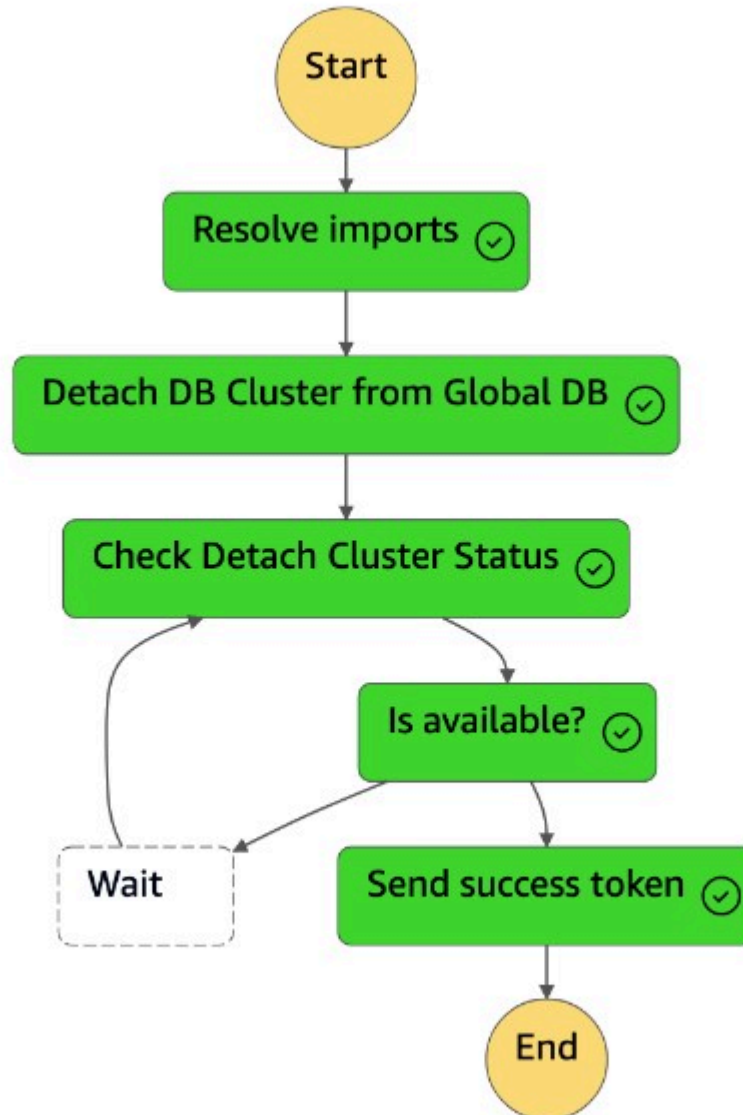 Start
Resolve imports
Detach DB Cluster from Global DB
Check Detach Cluster Status
Is available?
Wait
Send success token
End